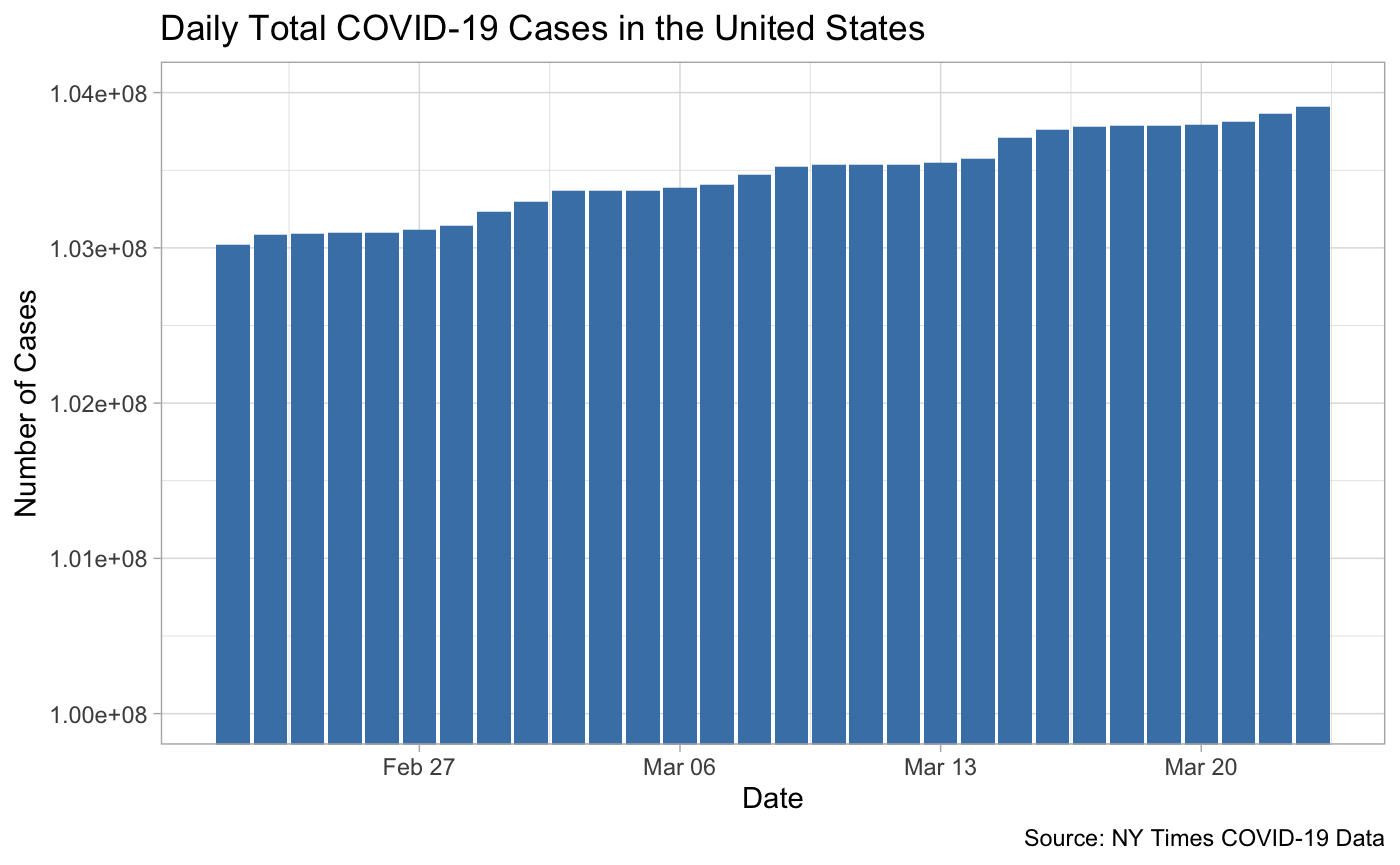 Daily Total COVID-19 Cases in the United States
1.04e+08
1.03e+08
1.02e+08
1.01e+08
1.00e+08
Number of Cases
Feb 27 Mar 06 Mar 13 Mar 20
Date
Source: NY Times COVID-19 Data